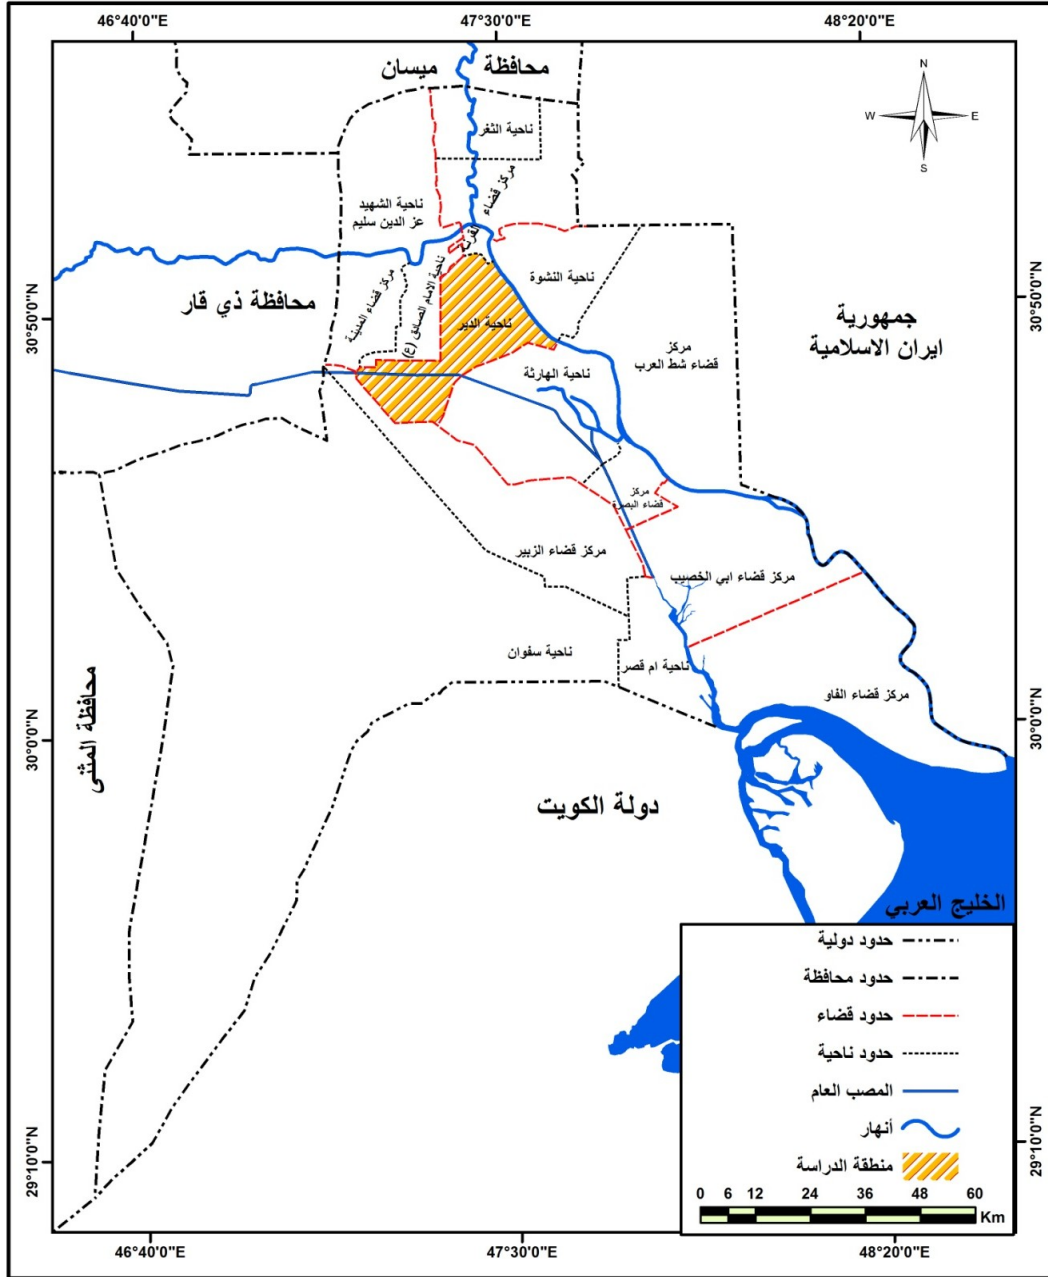 46°40'0"E
47°30'0"E
48°20'0"E
محافظة ميسان
N
W
E
S
ناحية الثغر
مركز قضاء القرنة
ناحية الشهيد
عز الدين سليم
ناحية الامام الصادق (ع)
مركز قضاء المدينة
ناحية النشوة
محافظة ذي قار
جمهورية
ايران الاسلامية
30°50'0"N
30°50'0"N
ناحية الدير
مركز
قضاء شط العرب
ناحية الهارثة
مركز
قضاء البصرة
مركز قضاء الزبير
مركز قضاء ابي الخصيب
ناحية سفوان
ناحية ام قصر
مركز قضاء الفاو
محافظة المثنى
30°0'0"N
30°0'0"N
دولة الكويت
الخليج العربي
حدود دولية
حدود محافظة
حدود قضاء
حدود ناحية
المصب العام
أنهار
منطقة الدراسة
29°10'0"N
29°10'0"N
0 6 12 24 36 48 60
Km
46°40'0"E
47°30'0"E
48°20'0"E